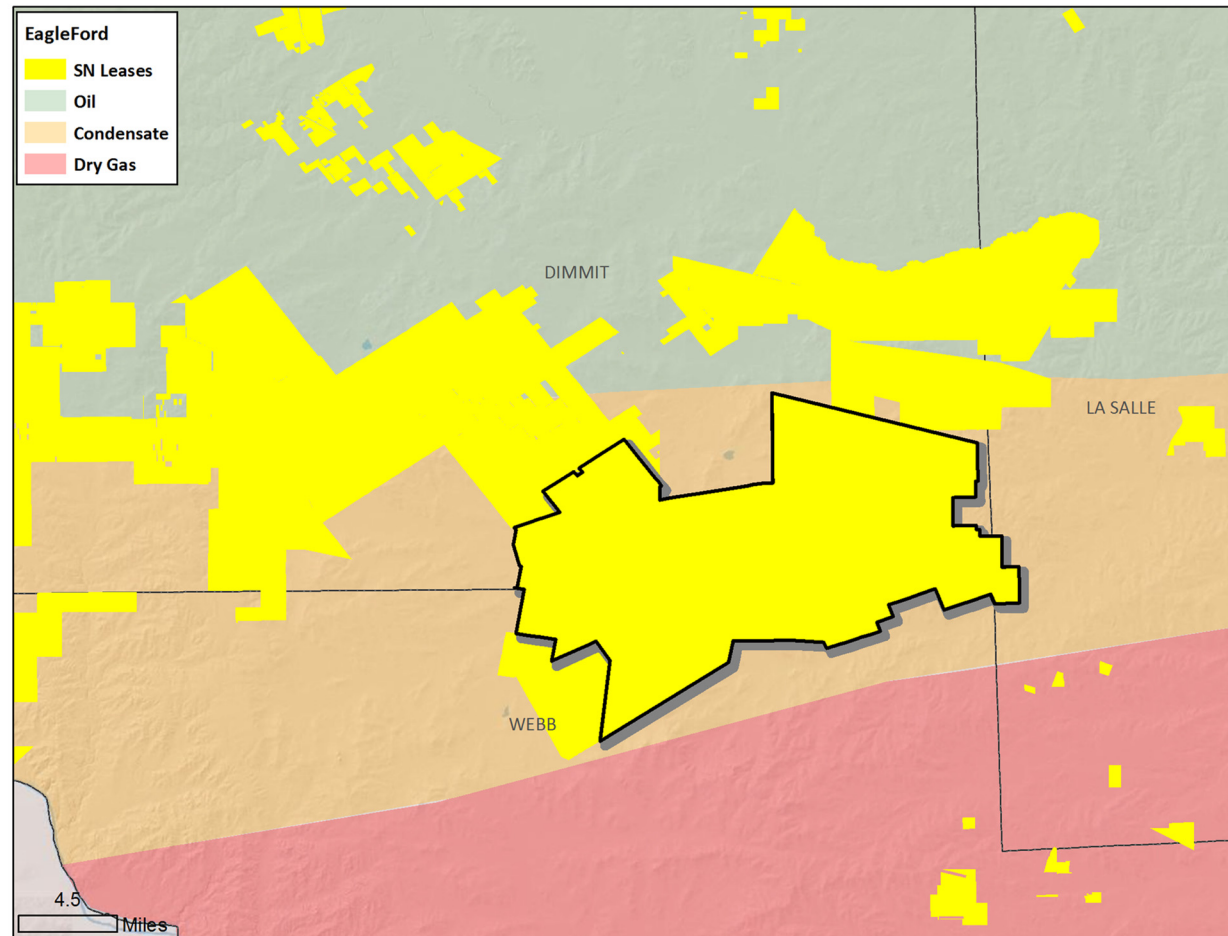 EagleFord
SN Leases
Oil
Condensate
Dry Gas
DIMMIT
LA SALLE
WEBB
4.5
Miles